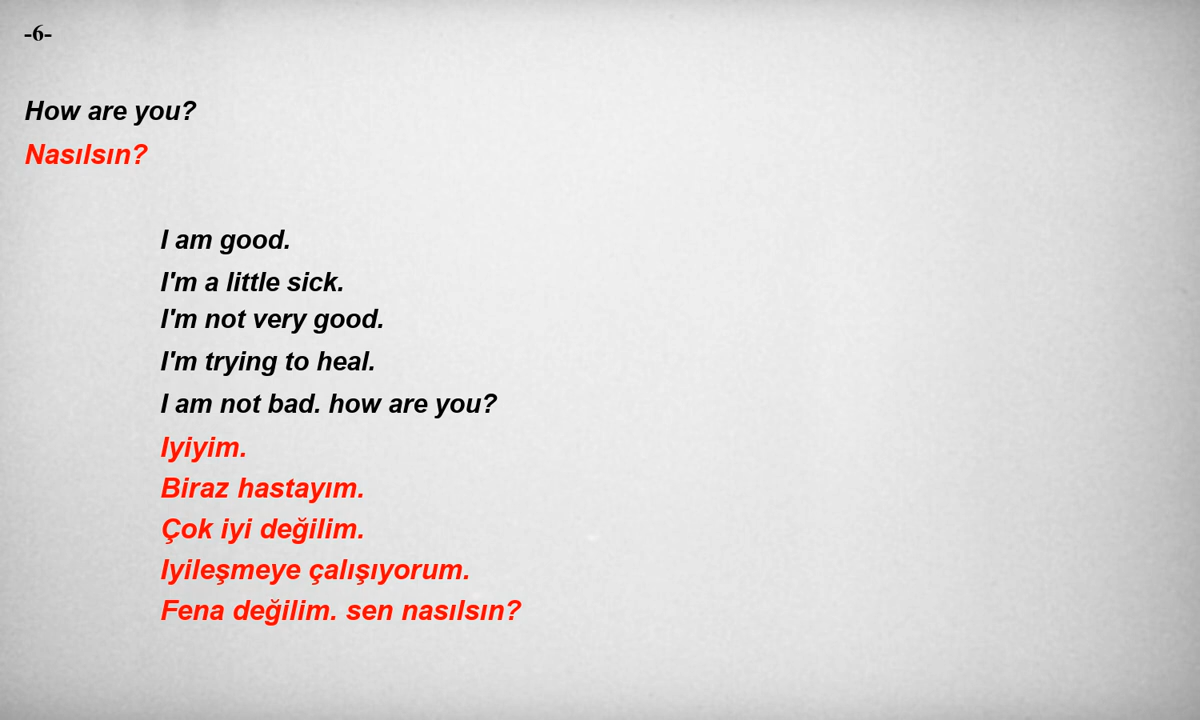 -6-
How are you?
Nasılsın?
I am good.
I'm a little sick.
I'm not very good.
I'm trying to heal.
I am not bad. how are you?
Iyiyim.
Biraz hastayım.
Çok iyi değilim.
Iyileşmeye çalışıyorum.
Fena değilim. sen nasılsın?